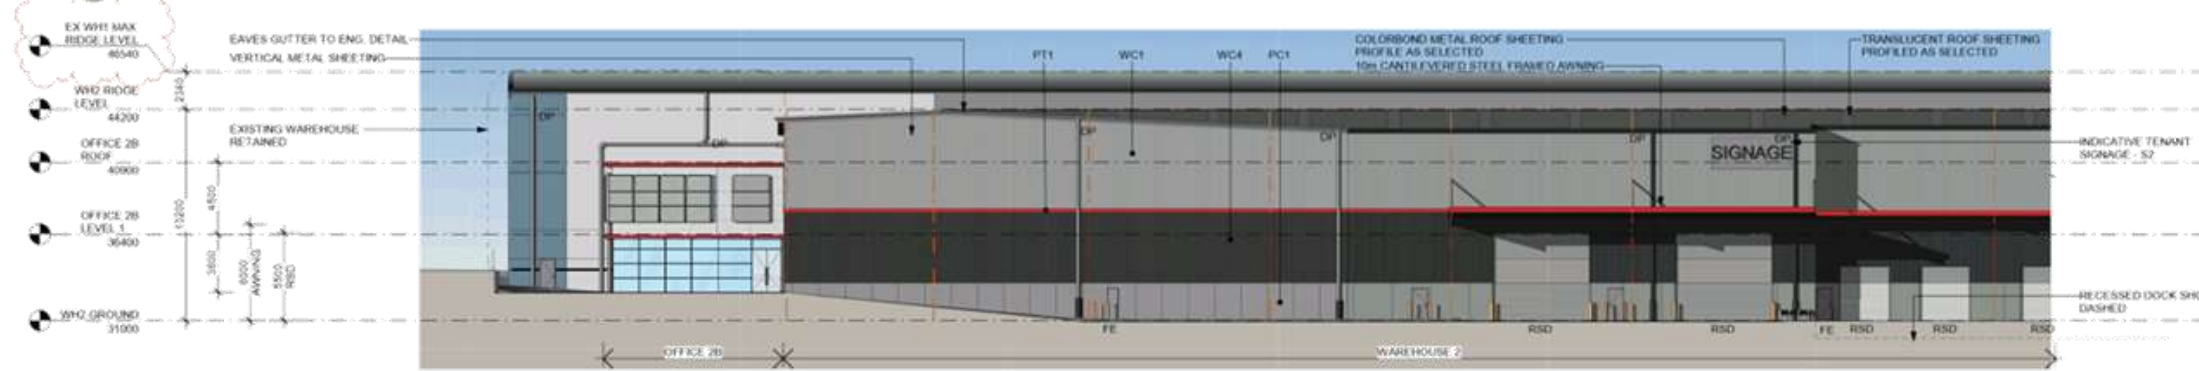 EX WH1 MAX
RIDGE LEVEL
46540
WH2 RIDGE
LEVEL
44200
OFFICE 2B
ROOF
40900
OFFICE 2B
LEVEL 1
36400
WH2 GROUND
31000
2340
13200
4500
3600
6000
AWNING
5500
RSD
EAVES GUTTER TO ENG. DETAIL
VERTICAL METAL SHEETING
EXISTING WAREHOUSE
RETAINED
PT1
WC1
WC4
PC1
COLORBOND METAL ROOF SHEETING
PROFILE AS SELECTED
10m CANTILEVERED STEEL FRAMED AWNING
TRANSLUCENT ROOF SHEETING
PROFILED AS SELECTED
DP
DP
DP
DP
DP
DP
SIGNAGE
INDICATIVE TENANT
SIGNAGE - S2
RECESSED DOCK SHO
DASHED
FE
RSD
RSD
FE
RSD
RSD
RSD
OFFICE 2B
WAREHOUSE 2